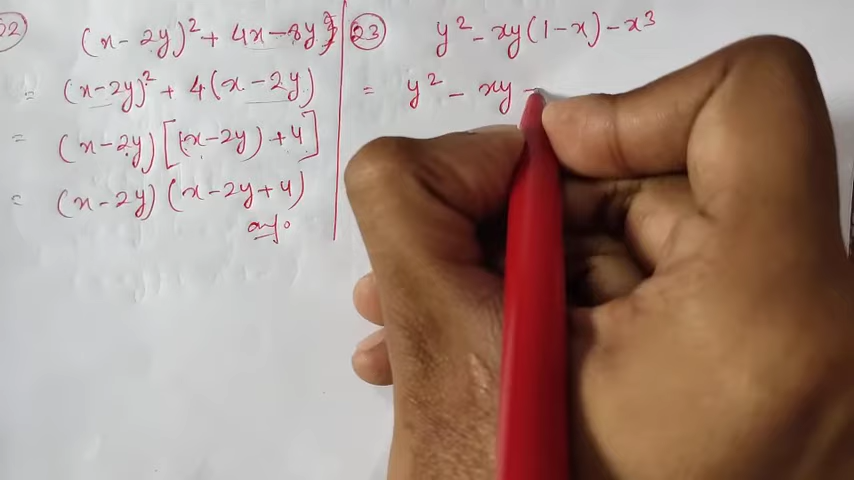 22) (x - 2y)² + 4x - 8y
= (x-2y)² + 4(x - 2y)
= (x - 2y) [(x - 2y) + 4]
= (x - 2y) (x - 2y + 4)
ans.
23) y² - xy(1 - x) - x³
= y² - xy -